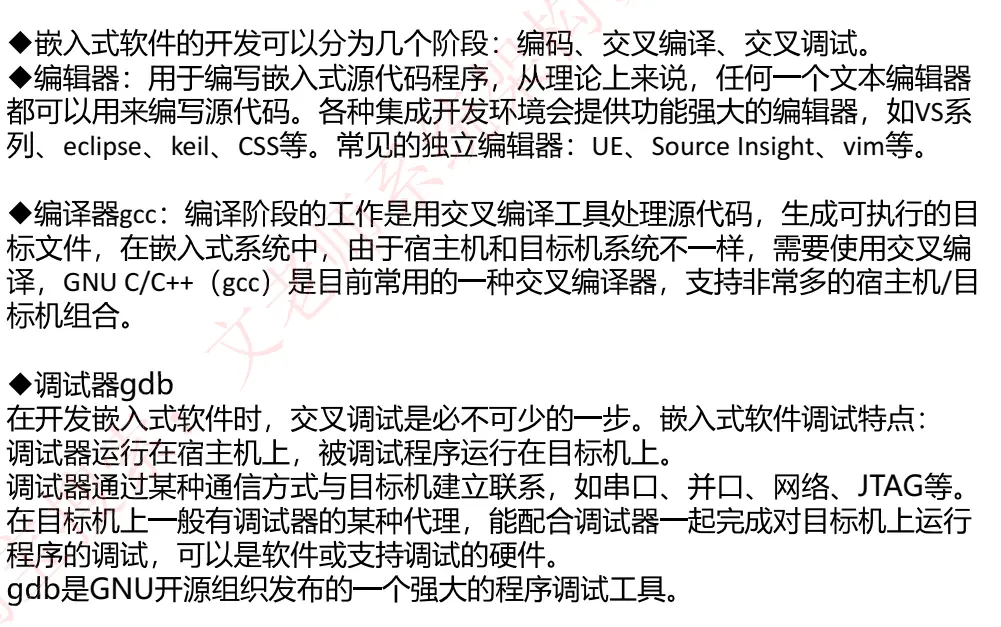 ◆嵌入式软件的开发可以分为几个阶段：编码、交叉编译、交叉调试。
◆编辑器：用于编写嵌入式源代码程序，从理论上来说，任何一个文本编辑器
都可以用来编写源代码。各种集成开发环境会提供功能强大的编辑器，如VS系
列、eclipse、keil、CSS等。常见的独立编辑器：UE、Source Insight、vim等。
◆编译器gcc：编译阶段的工作是用交叉编译工具处理源代码，生成可执行的目
标文件，在嵌入式系统中，由于宿主机和目标机系统不一样，需要使用交叉编
译，GNU C/C++（gcc）是目前常用的一种交叉编译器，支持非常多的宿主机/目
标机组合。
◆调试器gdb
在开发嵌入式软件时，交叉调试是必不可少的一步。嵌入式软件调试特点：
调试器运行在宿主机上，被调试程序运行在目标机上。
调试器通过某种通信方式与目标机建立联系，如串口、并口、网络、JTAG等。
在目标机上一般有调试器的某种代理，能配合调试器一起完成对目标机上运行
程序的调试，可以是软件或支持调试的硬件。
gdb是GNU开源组织发布的一个强大的程序调试工具。
文老师系统架构